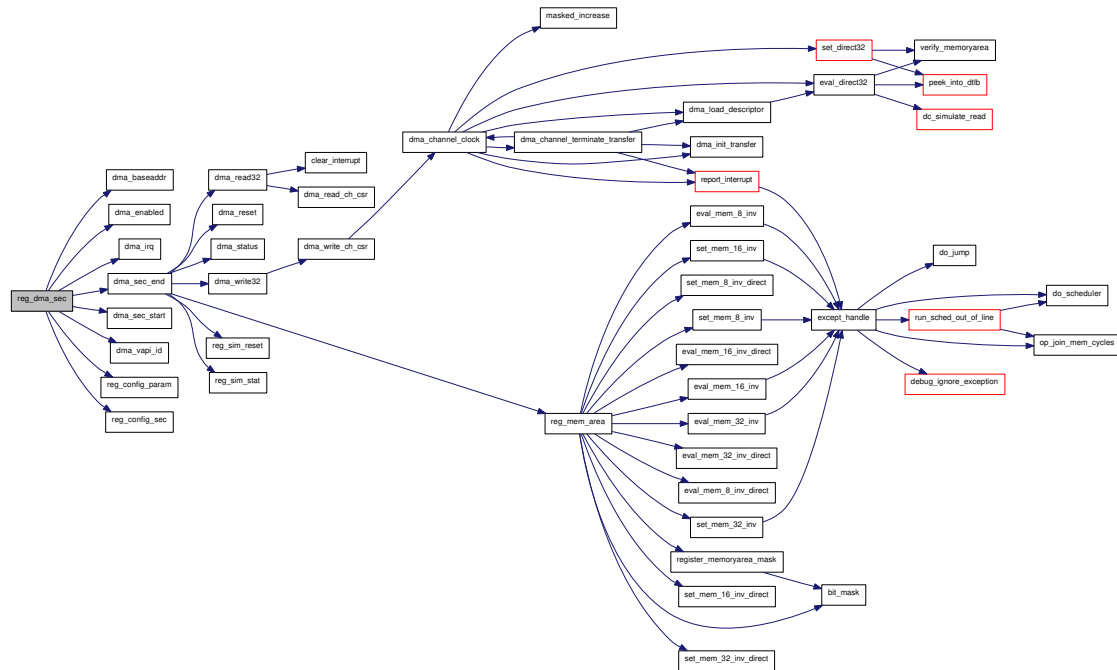 masked_increase
set_direct32
verify_memoryarea
eval_direct32
peek_into_dtlb
dma_load_descriptor
dc_simulate_read
dma_channel_clock
dma_channel_terminate_transfer
dma_init_transfer
clear_interrupt
dma_baseaddr
dma_read32
report_interrupt
dma_read_ch_csr
dma_enabled
dma_reset
eval_mem_8_inv
dma_irq
dma_status
dma_write_ch_csr
set_mem_16_inv
do_jump
dma_sec_end
dma_write32
set_mem_8_inv_direct
do_scheduler
reg_dma_sec
dma_sec_start
set_mem_8_inv
except_handle
run_sched_out_of_line
reg_sim_reset
op_join_mem_cycles
dma_vapi_id
eval_mem_16_inv_direct
reg_sim_stat
debug_ignore_exception
reg_config_param
eval_mem_16_inv
reg_config_sec
reg_mem_area
eval_mem_32_inv
eval_mem_32_inv_direct
eval_mem_8_inv_direct
set_mem_32_inv
register_memoryarea_mask
set_mem_16_inv_direct
bit_mask
set_mem_32_inv_direct